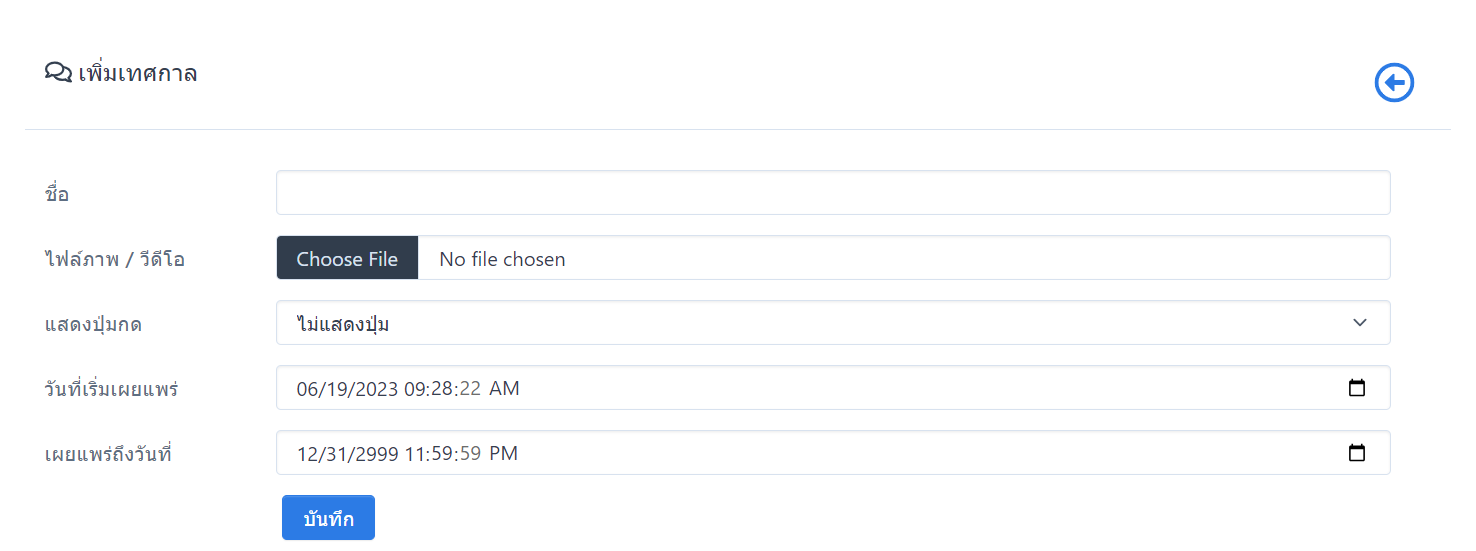 เพิ่มเทศกาล
ชื่อ
ไฟล์ภาพ / วีดีโอ Choose File No file chosen
แสดงปุ่มกด ไม่แสดงปุ่ม
วันที่เริ่มเผยแพร่ 06/19/2023 09:28:22 AM
เผยแพร่ถึงวันที่ 12/31/2999 11:59:59 PM
บันทึก